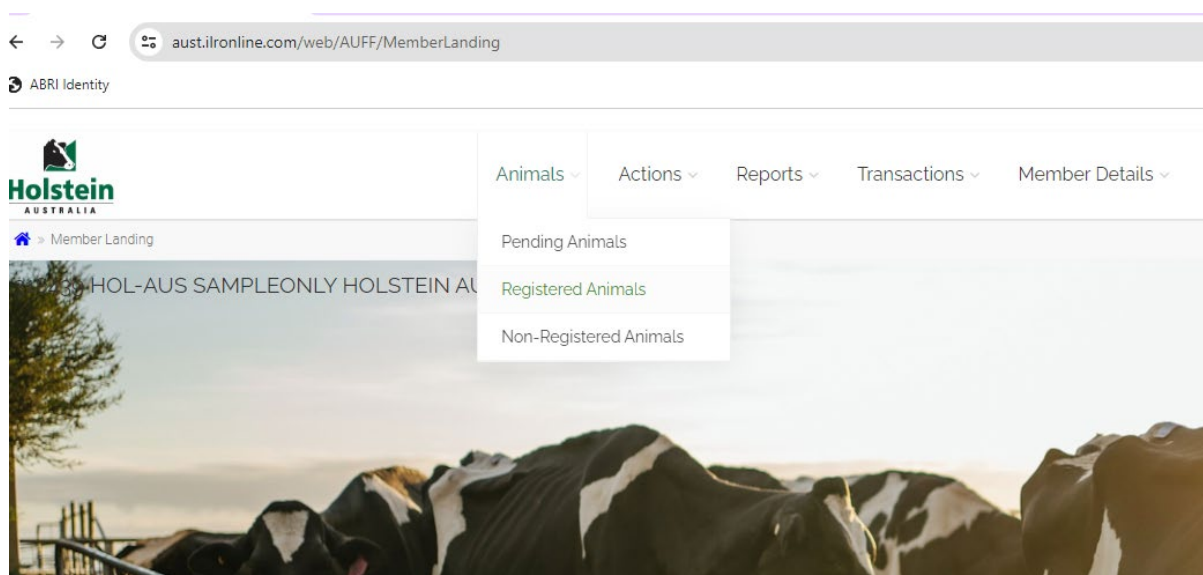 aust.ilronline.com/web/AUFF/MemberLanding
ABRI Identity
Holstein
AUSTRALIA
Animals Actions Reports Transactions Member Details
» Member Landing
Pending Animals
HOL-AUS SAMPLEONLY HOLSTEIN
Registered Animals
Non-Registered Animals